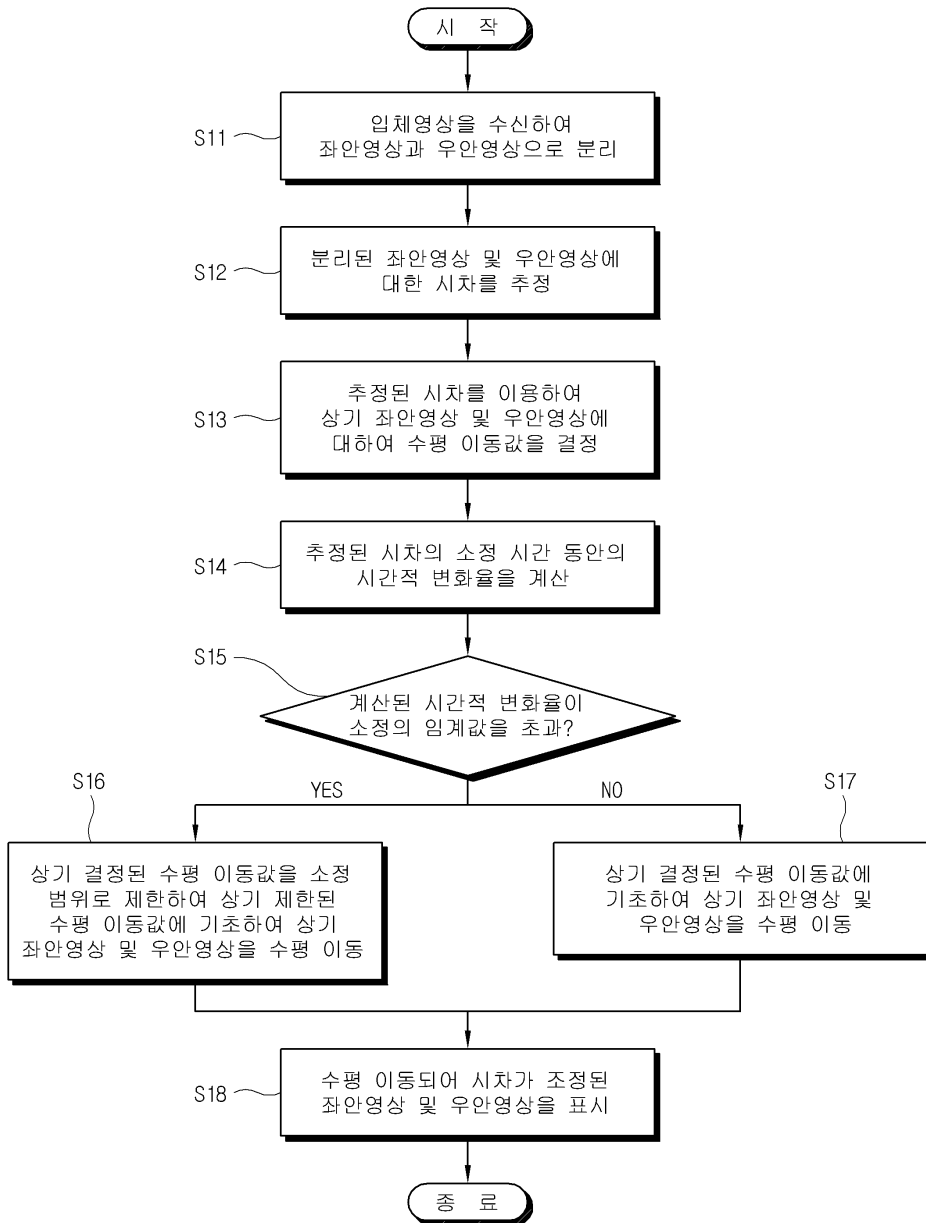 시 작
S11
입체영상을 수신하여
좌안영상과 우안영상으로 분리
S12
분리된 좌안영상 및 우안영상에
대한 시차를 추정
S13
추정된 시차를 이용하여
상기 좌안영상 및 우안영상에
대하여 수평 이동값을 결정
S14
추정된 시차의 소정 시간 동안의
시간적 변화율을 계산
S15
계산된 시간적 변화율이
소정의 임계값을 초과?
YES
NO
S16
상기 결정된 수평 이동값을 소정
범위로 제한하여 상기 제한된
수평 이동값에 기초하여 상기
좌안영상 및 우안영상을 수평 이동
S17
상기 결정된 수평 이동값에
기초하여 상기 좌안영상 및
우안영상을 수평 이동
S18
수평 이동되어 시차가 조정된
좌안영상 및 우안영상을 표시
종 료